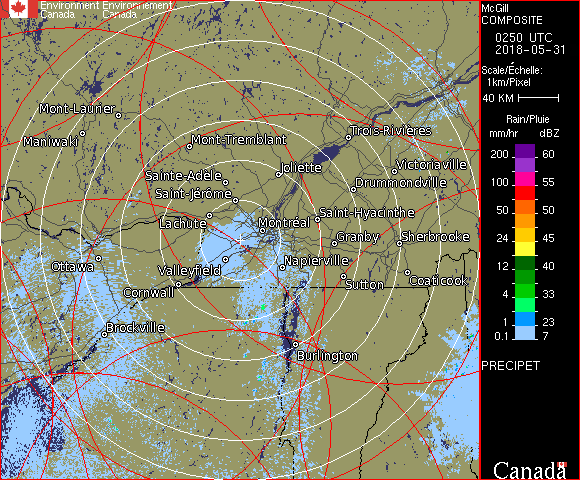 Environment Environnement
Canada Canada
McGill
COMPOSITE
0250 UTC
2018-05-31
Scale/Échelle:
1km/Pixel
40 KM
Rain/Pluie
mm/hr dBZ
200 60
100 55
50 50
24 45
12 40
4 33
1 23
0.1 7
PRECIPET
Canada
Mont-Laurier
Maniwaki
Mont-Tremblant
Trois-Rivières
Joliette
Victoriaville
Sainte-Adèle
Drummondville
Saint-Jérôme
Saint-Hyacinthe
Lachute
Montréal
Granby
Sherbrooke
Ottawa
Valleyfield
Napierville
Cornwall
Sutton
Coaticook
Brockville
Burlington